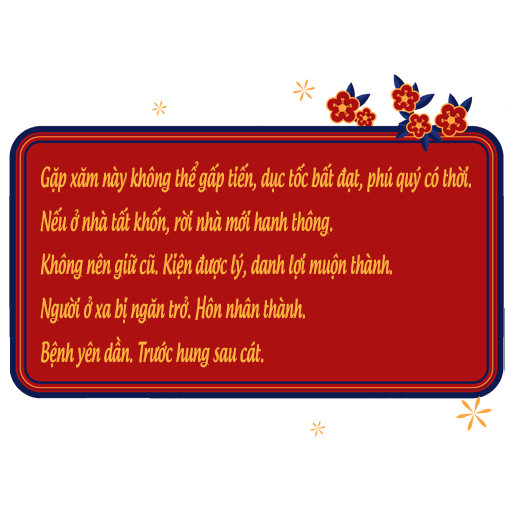 Gặp xăm này không thể gấp tiến, dục tốc bất đạt, phú quý có thời.
Nếu ở nhà tất khốn, rời nhà mới hanh thông.
Không nên giữ cũ. Kiện được lý, danh lợi muộn thành.
Người ở xa bị ngăn trở. Hôn nhân thành.
Bệnh yên dần. Trước hung sau cát.